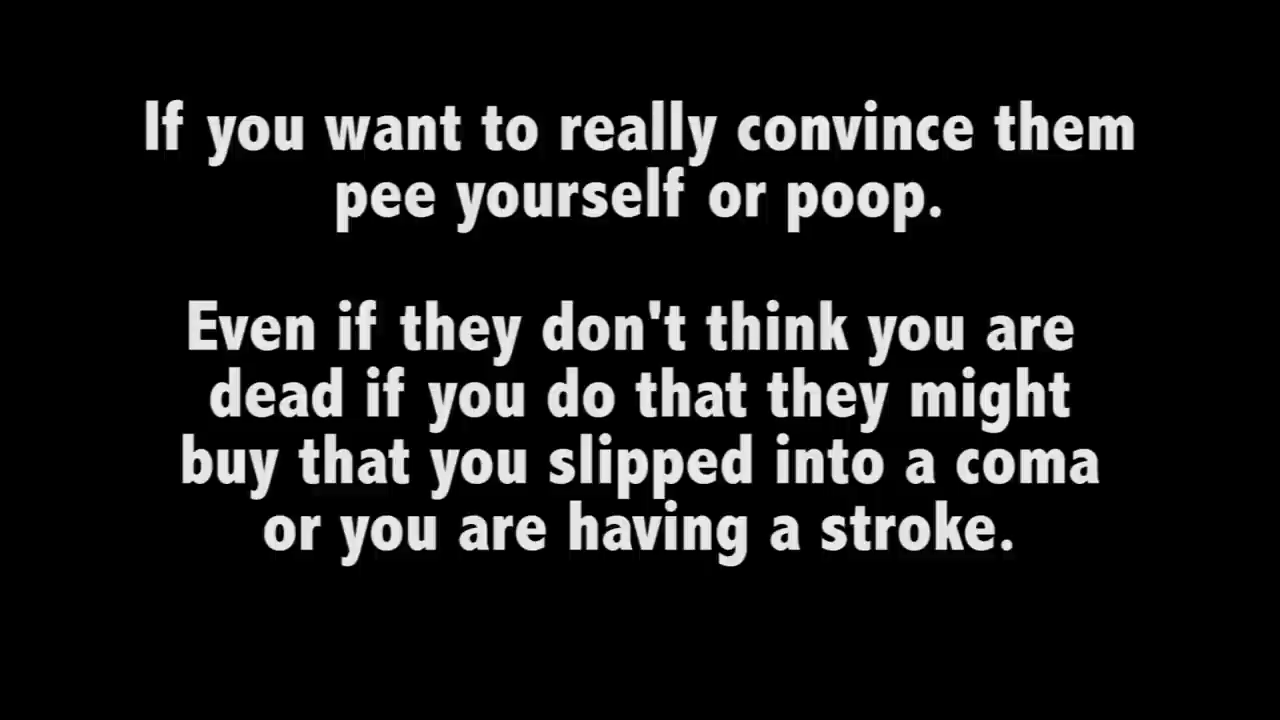 If you want to really convince them
pee yourself or poop.
Even if they don't think you are
dead if you do that they might
buy that you slipped into a coma
or you are having a stroke.